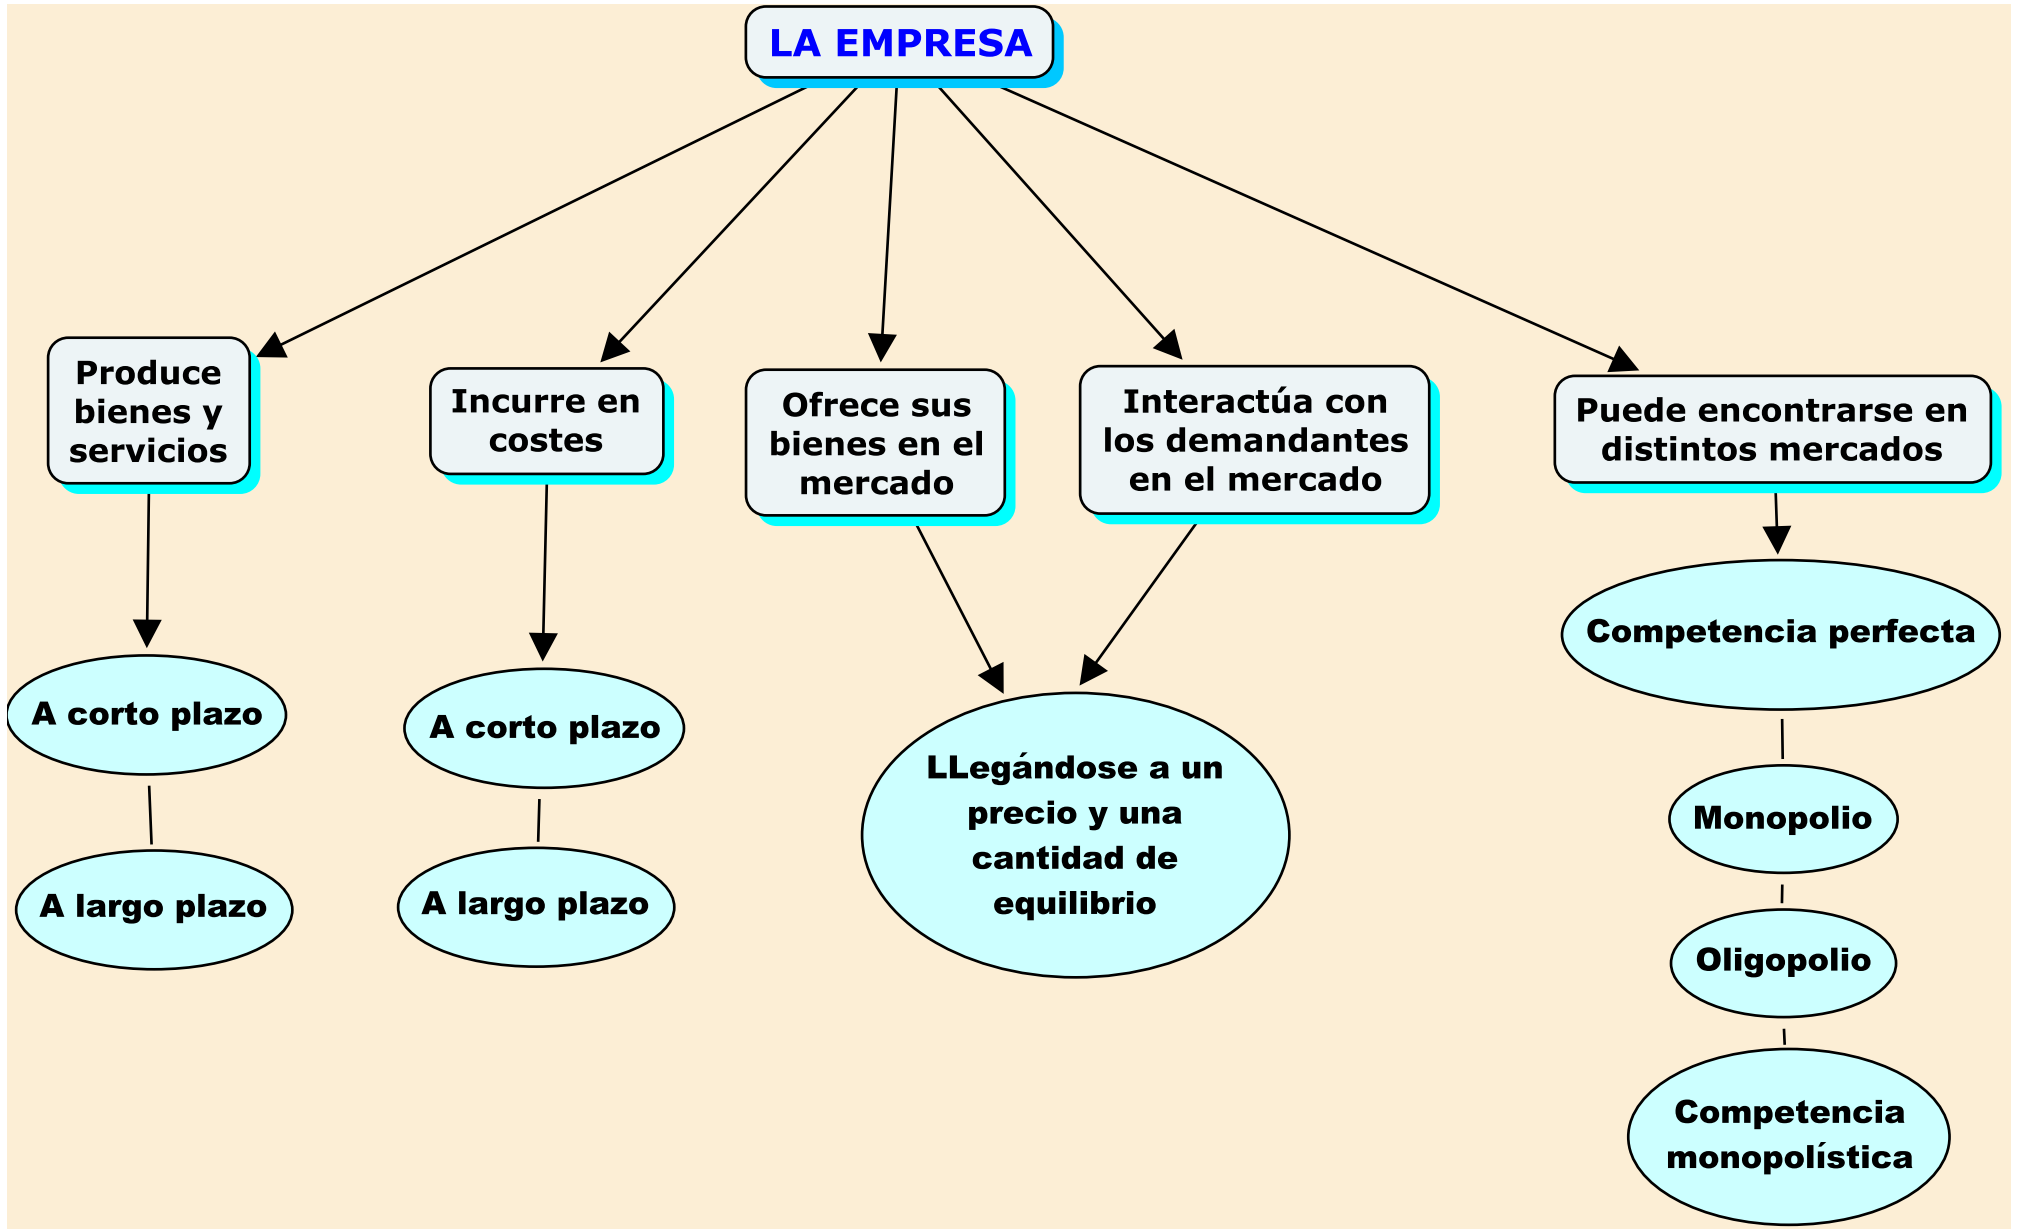 LA EMPRESA
Produce
bienes y
servicios
Incurre en
costes
Ofrece sus
bienes en el
mercado
Interactúa con
los demandantes
en el mercado
Puede encontrarse en
distintos mercados
A corto plazo
A largo plazo
A corto plazo
A largo plazo
LLegándose a un
precio y una
cantidad de
equilibrio
Competencia perfecta
Monopolio
Oligopolio
Competencia
monopolística